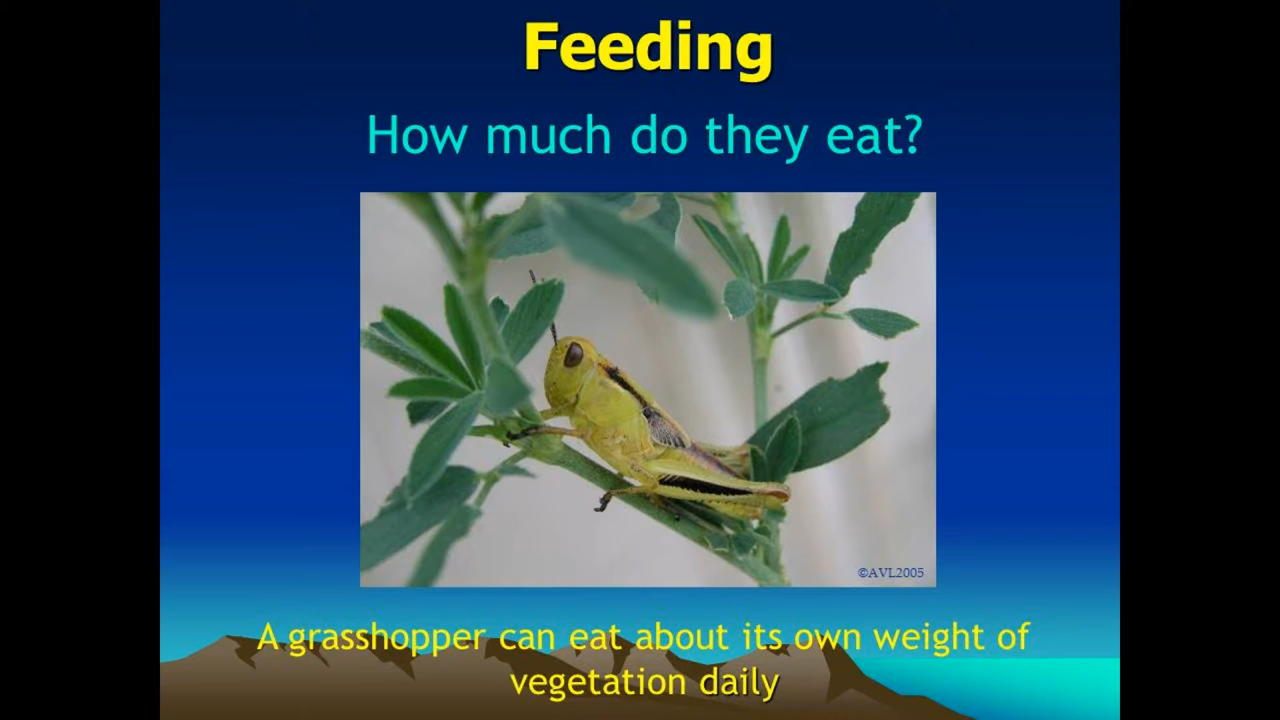 Feeding
How much do they eat?
©AVL2005
A grasshopper can eat about its own weight of
vegetation daily